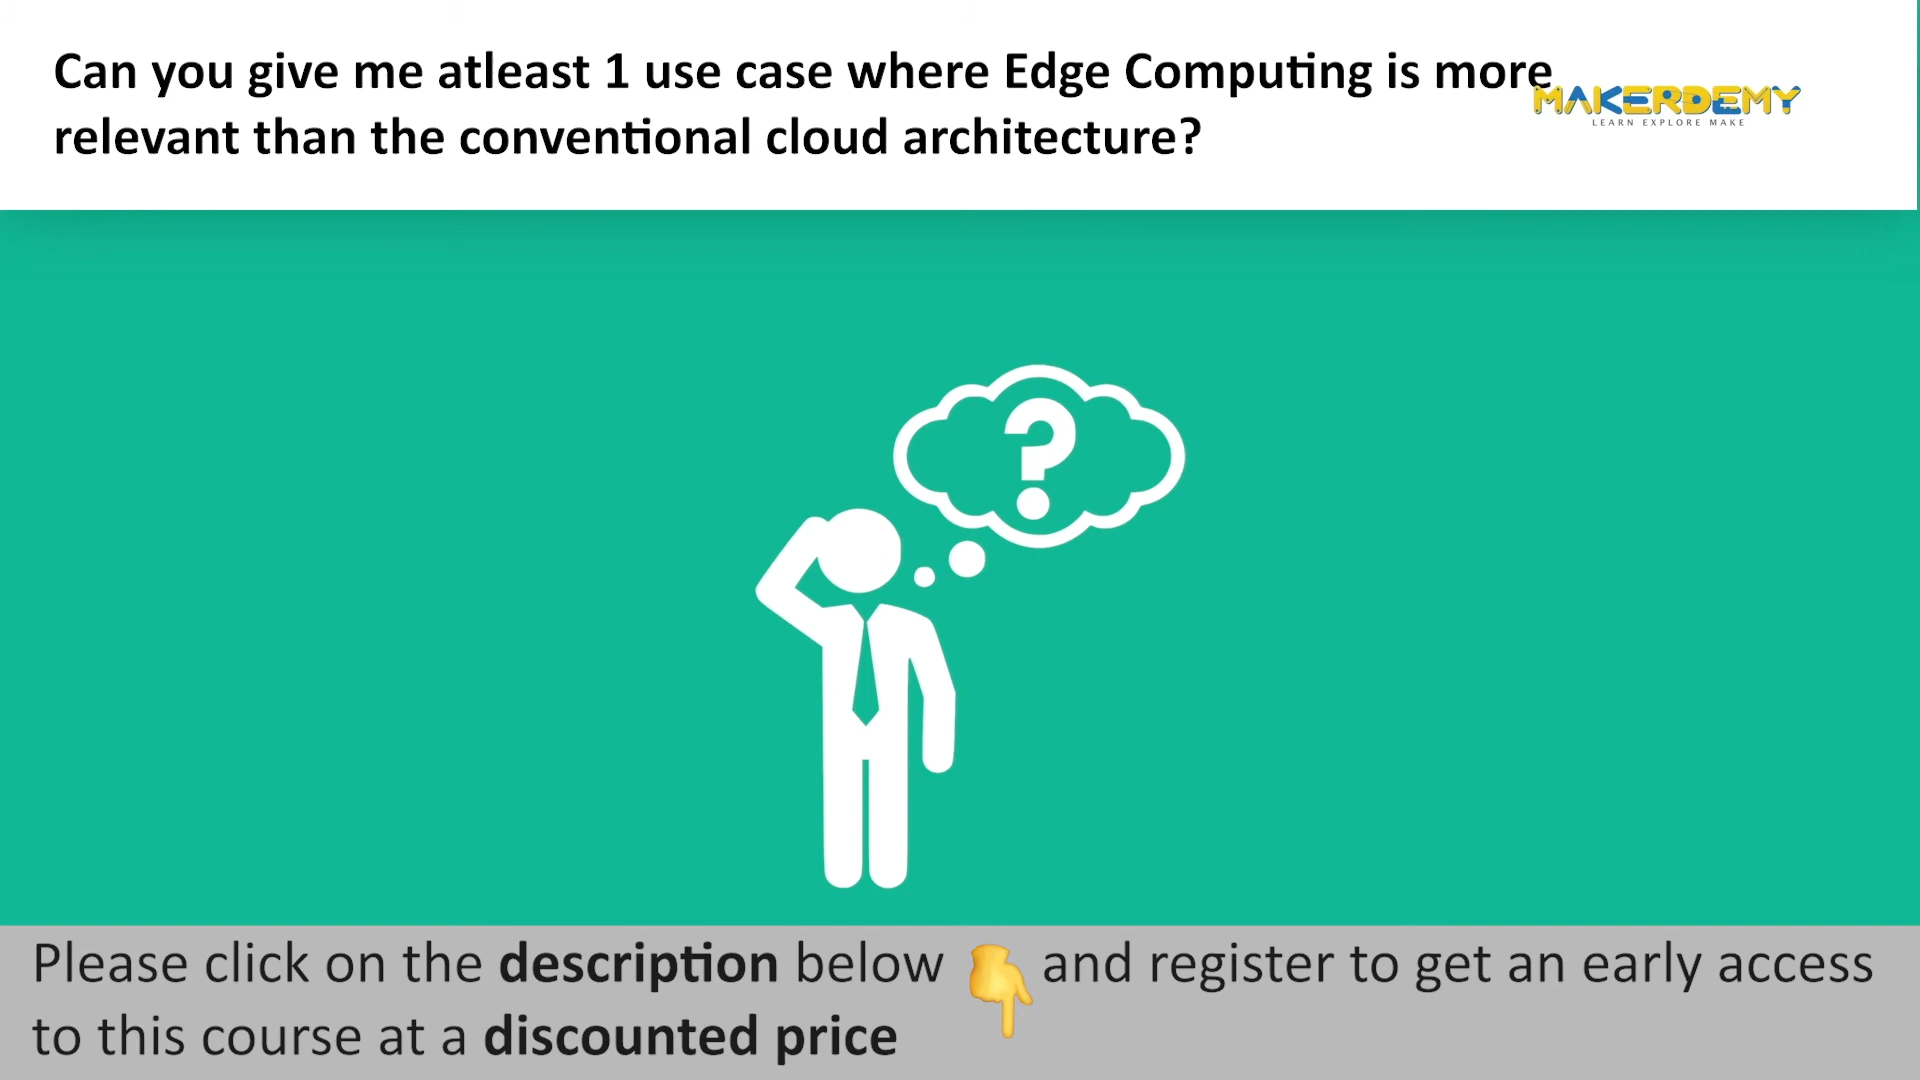 Can you give me atleast 1 use case where Edge Computing is more
MAKERDEMY
LEARN EXPLORE MAKE
relevant than the conventional cloud architecture?
?
Please click on the description below 👇 and register to get an early access
to this course at a discounted price